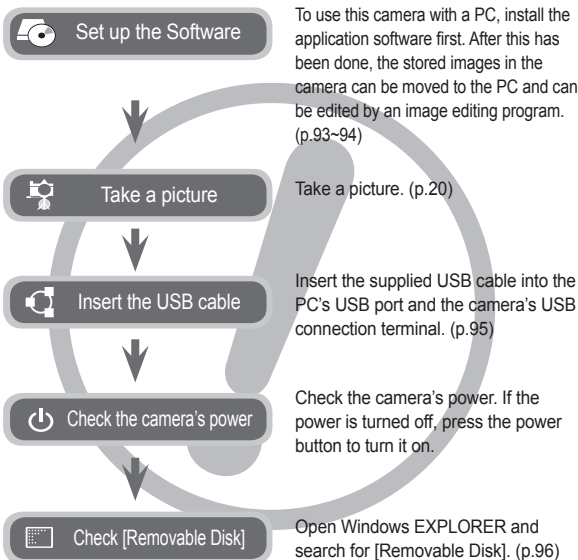 Set up the Software
To use this camera with a PC, install the
application software first. After this has
been done, the stored images in the
camera can be moved to the PC and can
be edited by an image editing program.
(p.93~94)
Take a picture
Take a picture. (p.20)
Insert the USB cable
Insert the supplied USB cable into the
PC's USB port and the camera's USB
connection terminal. (p.95)
Check the camera's power
Check the camera's power. If the
power is turned off, press the power
button to turn it on.
Check [Removable Disk]
Open Windows EXPLORER and
search for [Removable Disk]. (p.96)